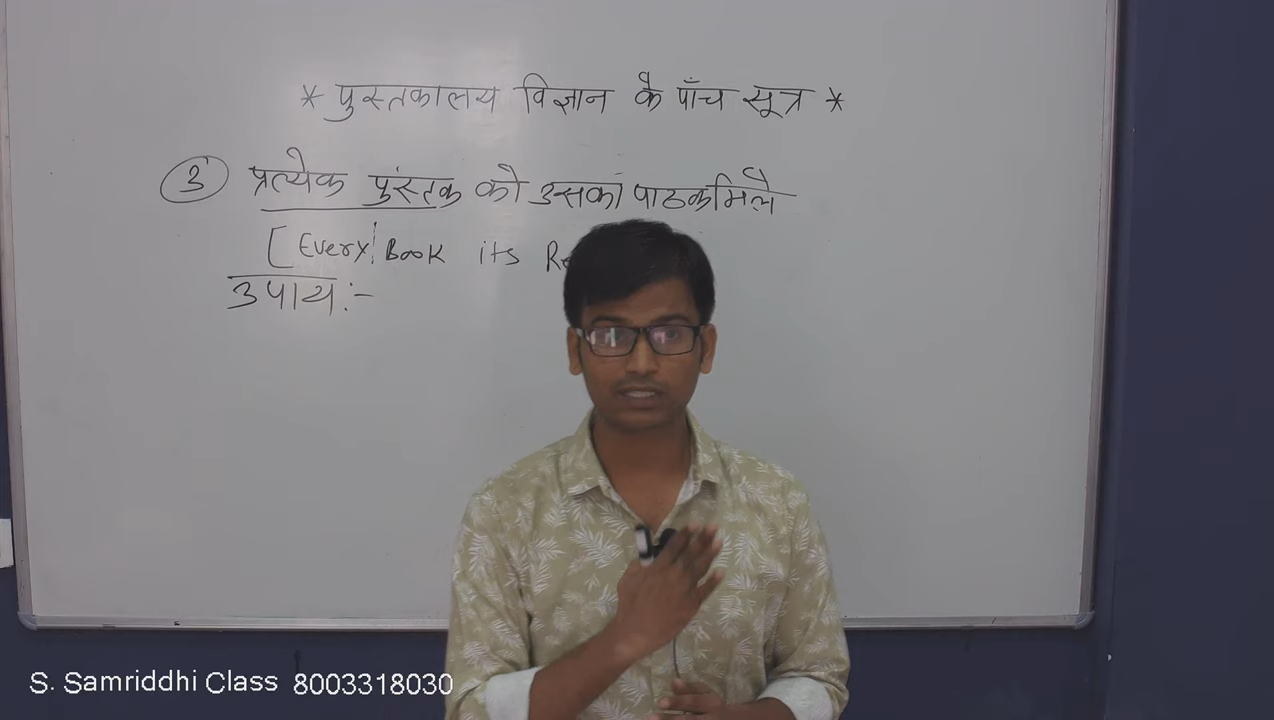 * पुस्तकालय विज्ञान के पाँच सूत्र *
3 प्रत्येक पुस्तक को उसका पाठक मिले
[ Every Book its
उपाय :-
S. Samriddhi Class 8003318030